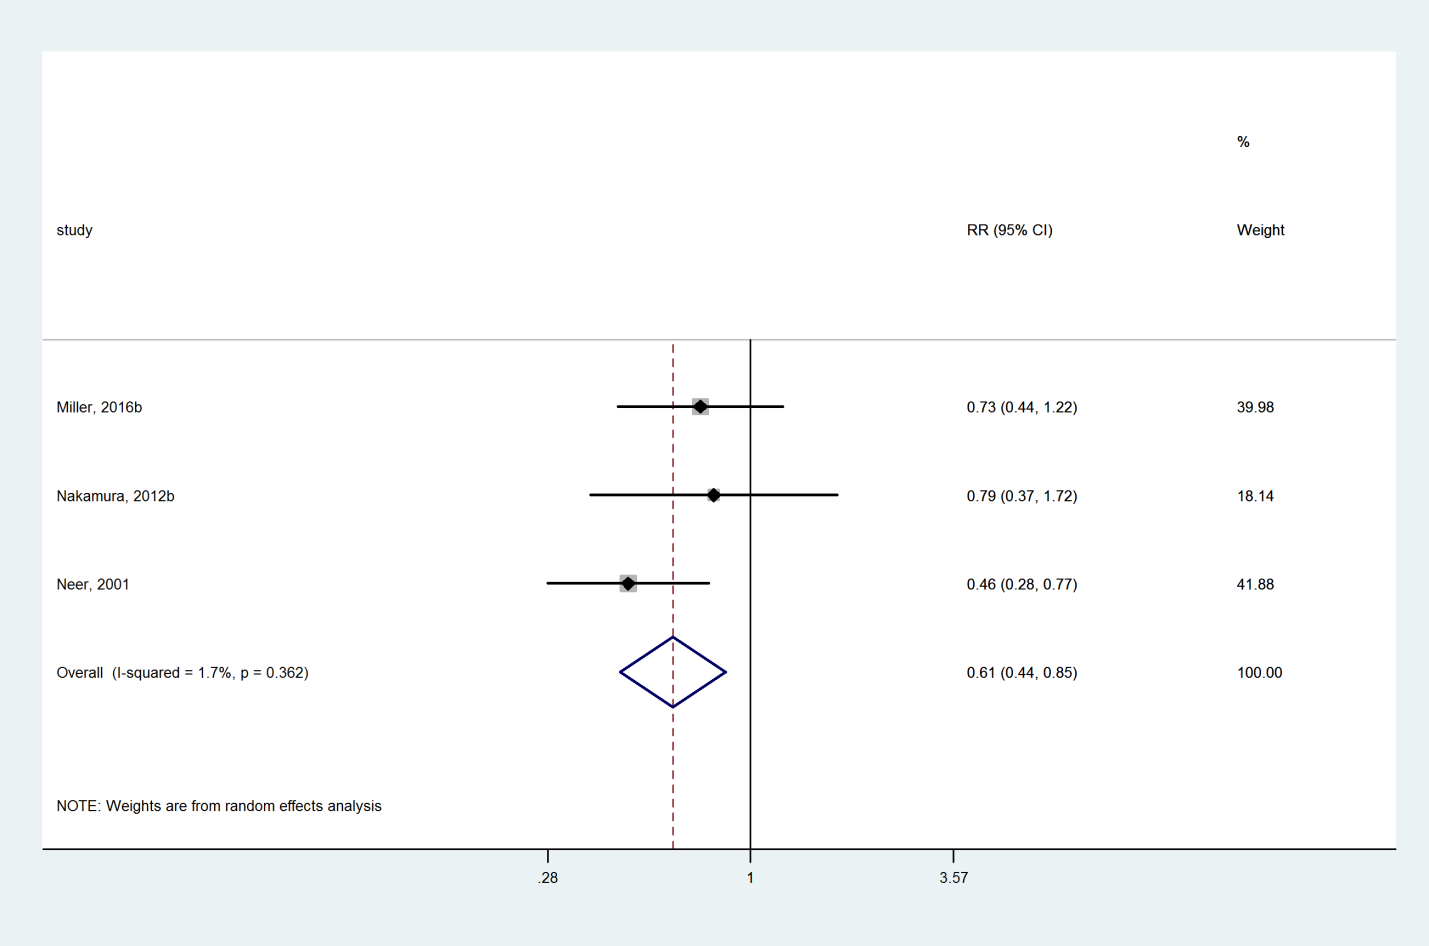 %
study RR (95% CI) Weight
Miller, 2016b 0.73 (0.44, 1.22) 39.98
Nakamura, 2012b 0.79 (0.37, 1.72) 18.14
Neer, 2001 0.46 (0.28, 0.77) 41.88
Overall (I-squared = 1.7%, p = 0.362) 0.61 (0.44, 0.85) 100.00
NOTE: Weights are from random effects analysis
.28 1 3.57